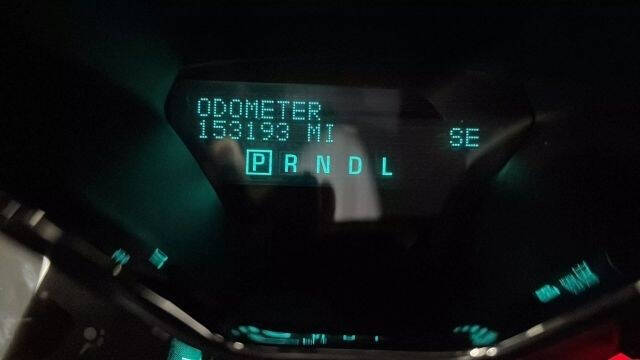 ODOMETER
153193 MI SE
P R N D L